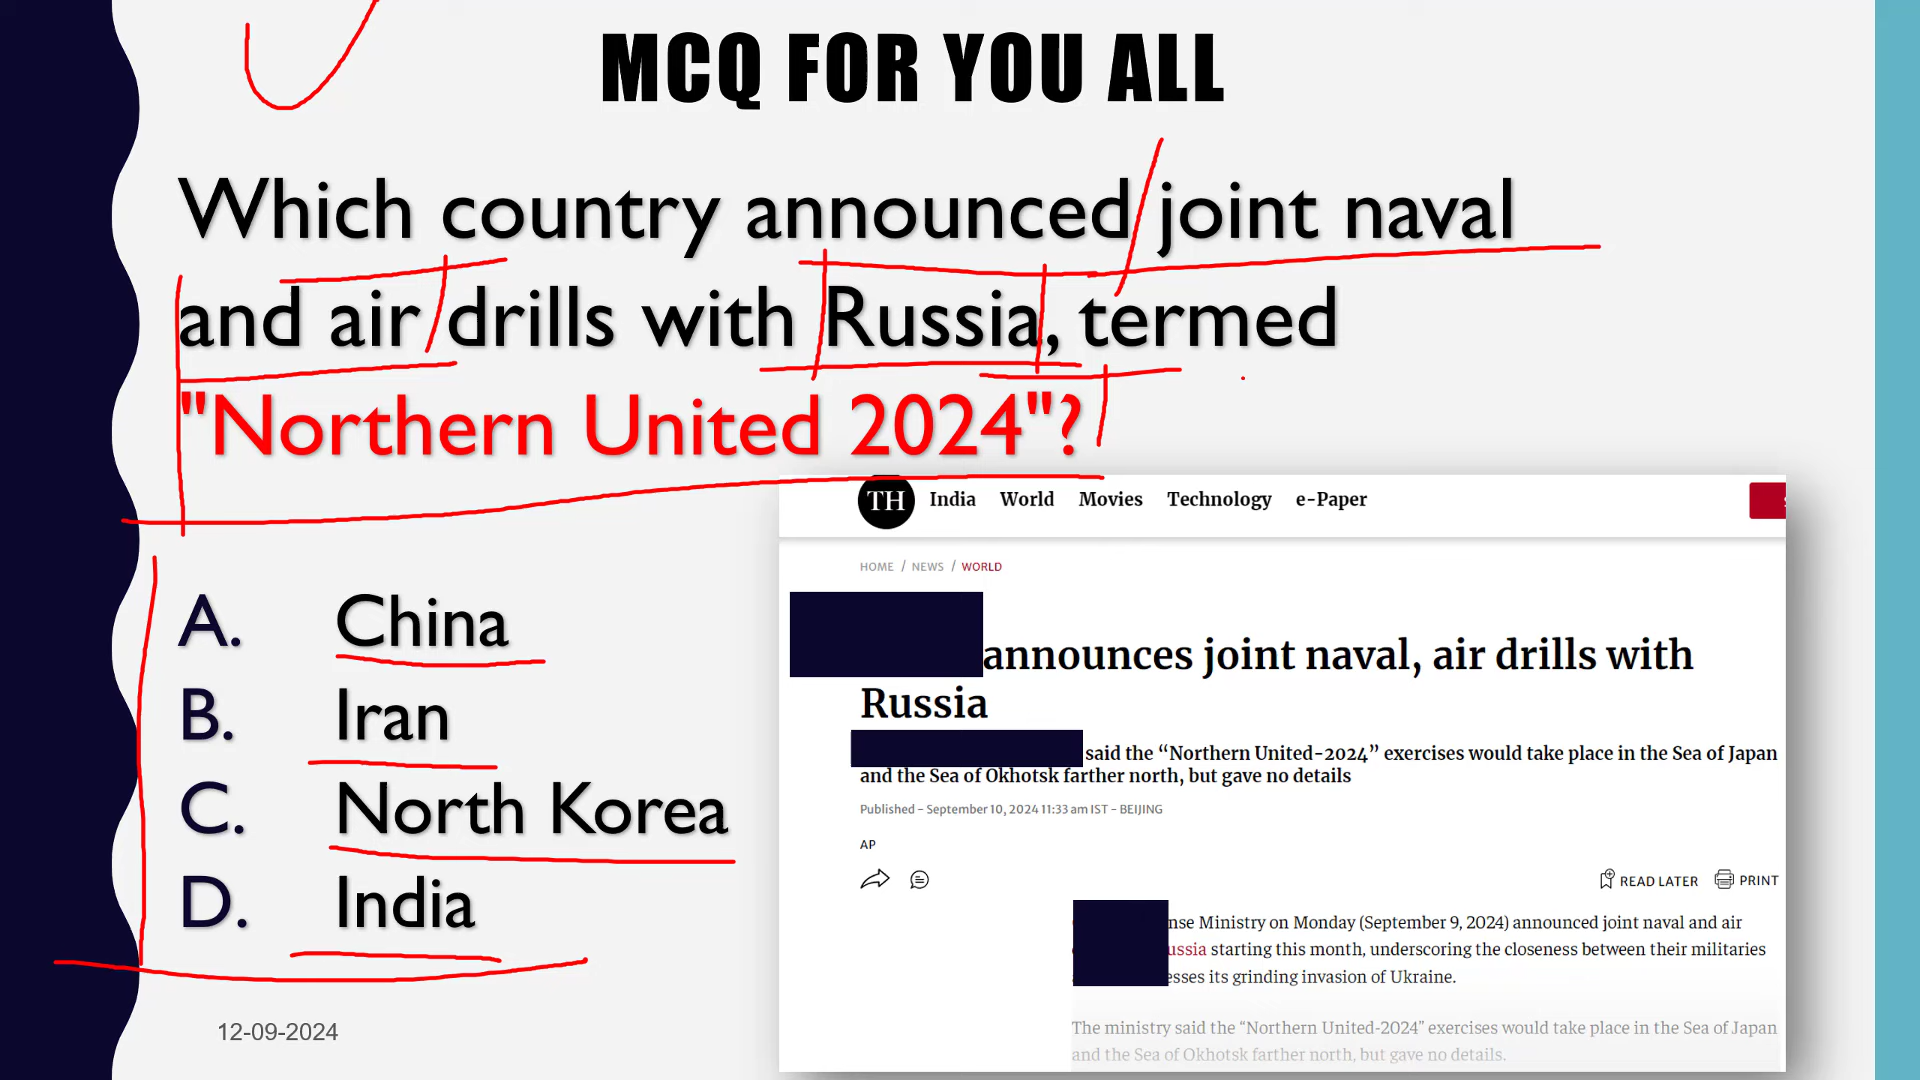 MCQ FOR YOU ALL
Which country announced joint naval
and air drills with Russia, termed
"Northern United 2024"?
A. China
B. Iran
C. North Korea
D. India
12-09-2024
TH India World Movies Technology e-Paper
HOME / NEWS / WORLD
announces joint naval, air drills with
Russia
said the “Northern United-2024” exercises would take place in the Sea of Japan
and the Sea of Okhotsk farther north, but gave no details
Published - September 10, 2024 11:33 am IST - BEIJING
AP
READ LATER PRINT
nse Ministry on Monday (September 9, 2024) announced joint naval and air
ussia starting this month, underscoring the closeness between their militaries
esses its grinding invasion of Ukraine.
The ministry said the “Northern United-2024” exercises would take place in the Sea of Japan
and the Sea of Okhotsk farther north, but gave no details.